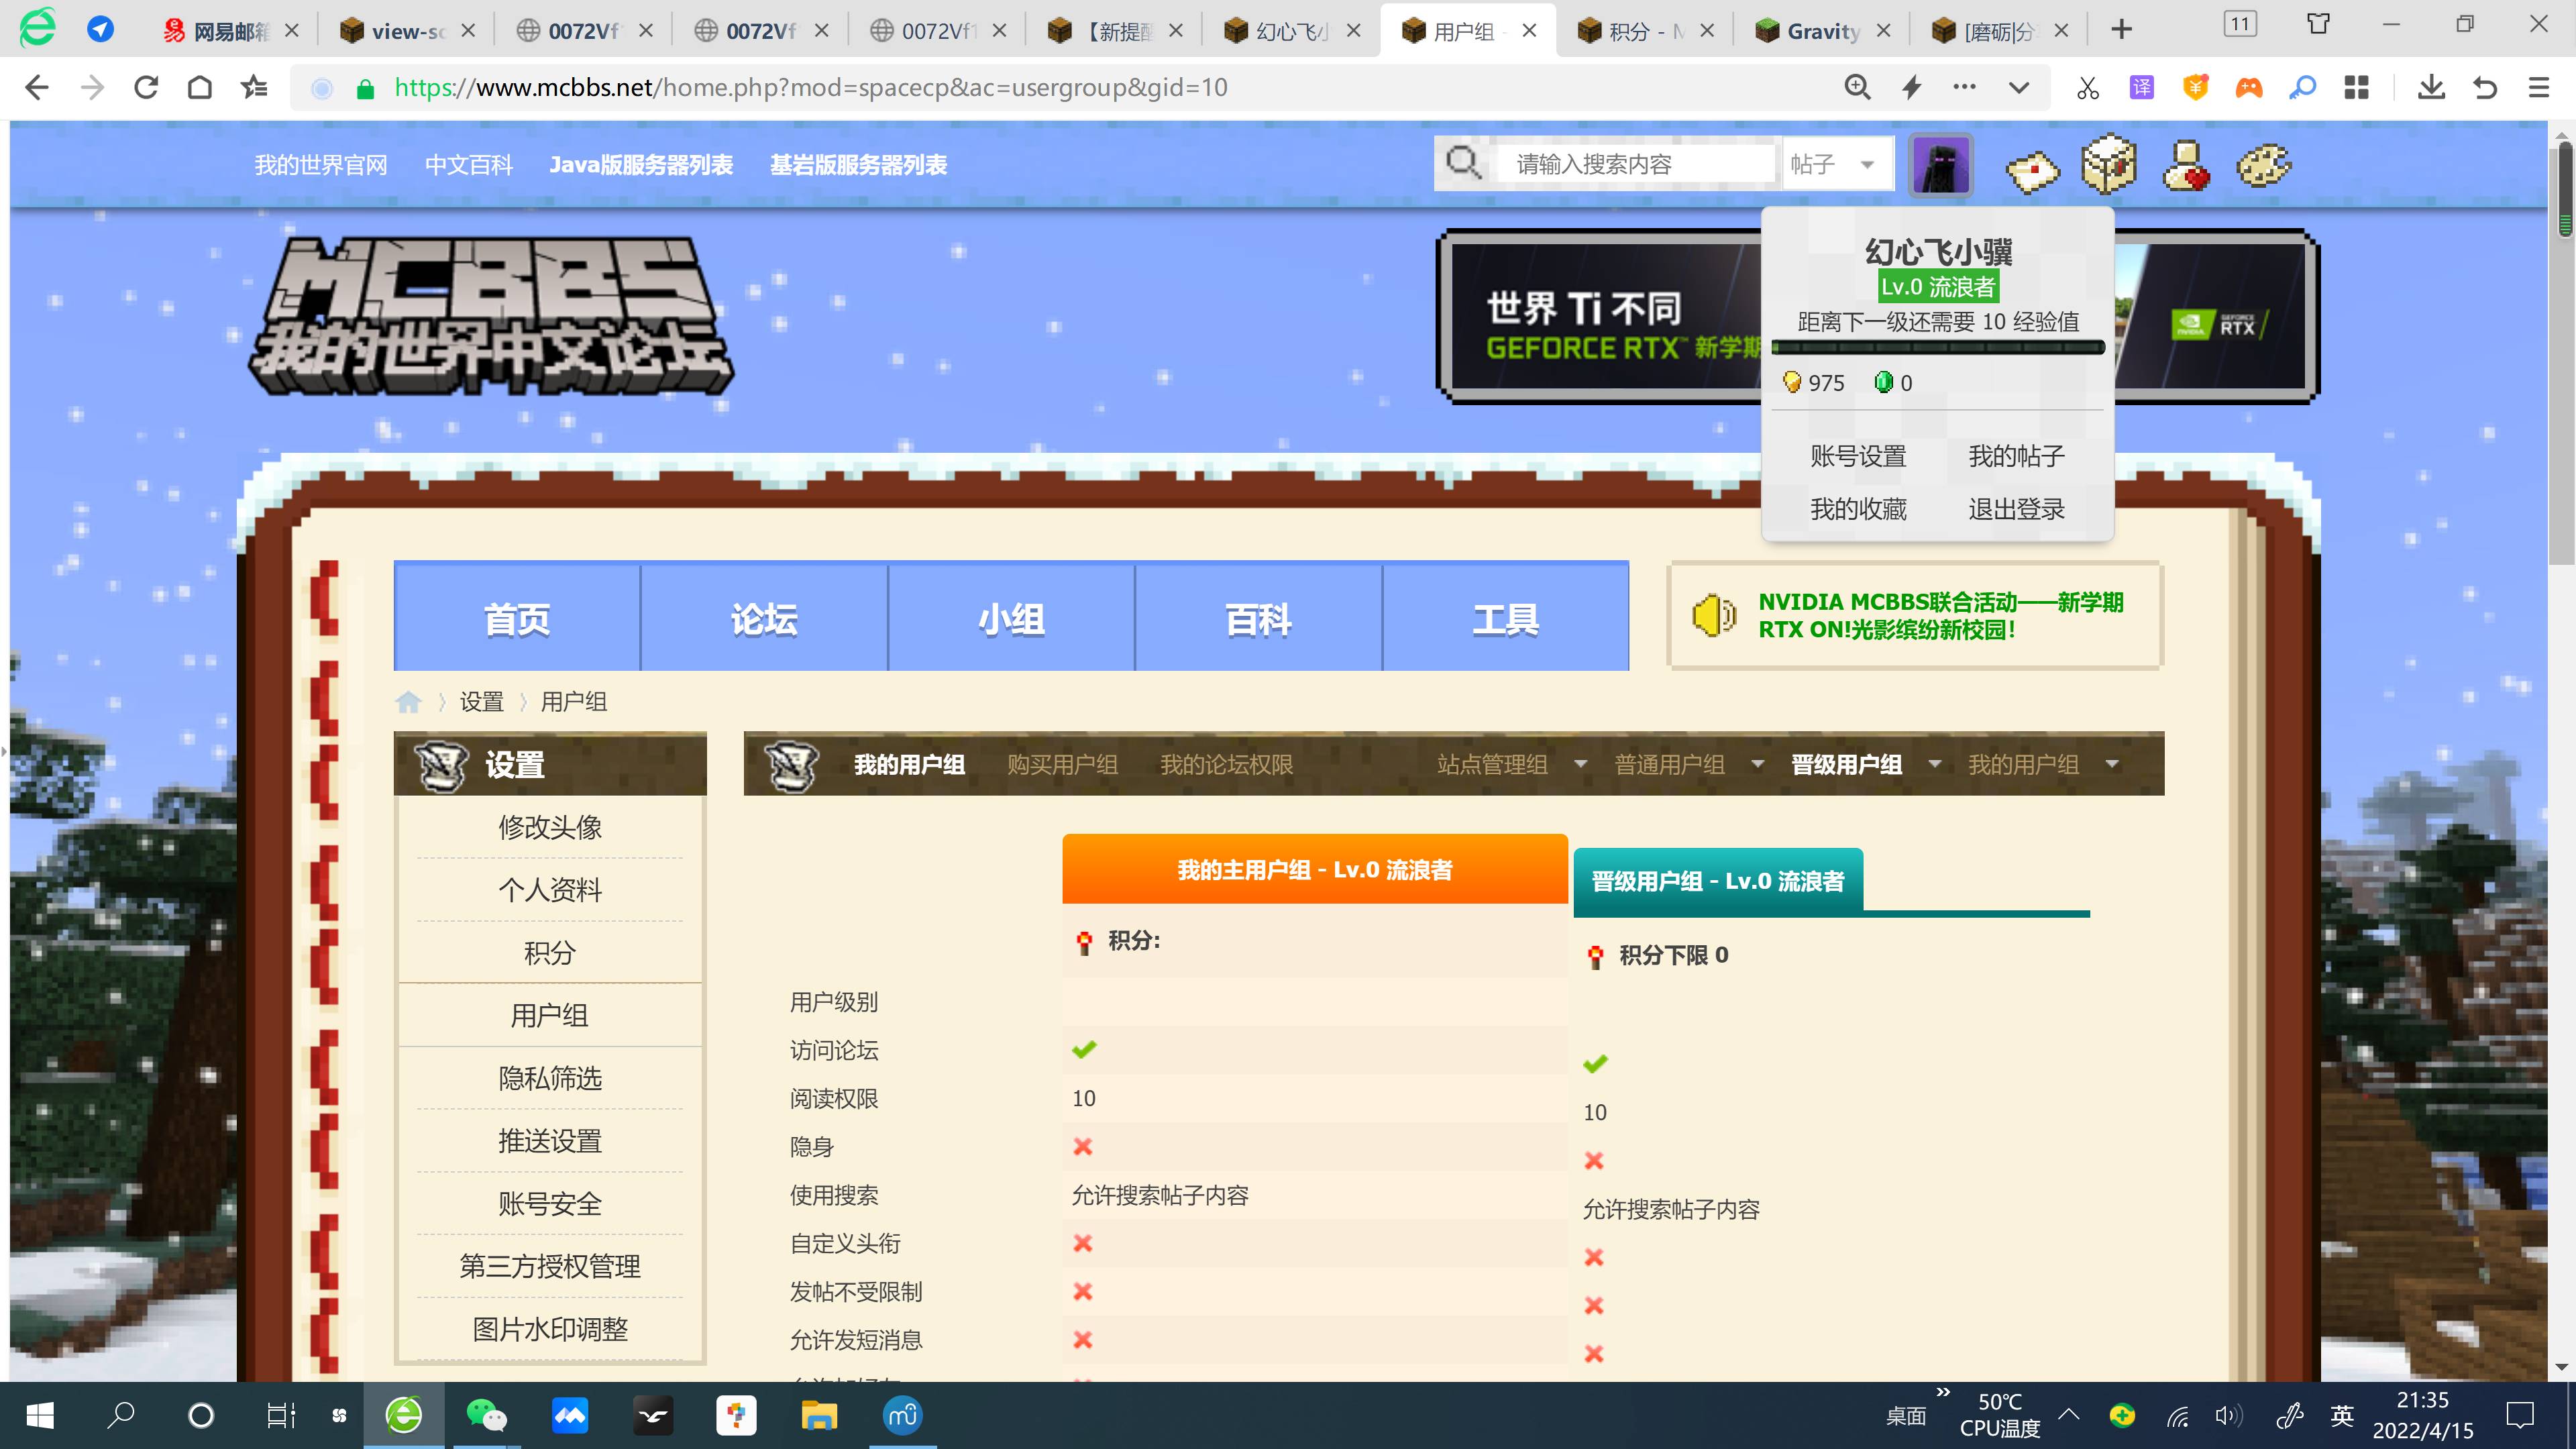 网易邮箱
view-sc
0072Vf
0072Vf
0072Vf1
【新提醒
幻心飞小
用户组 -
积分 - M
Gravity
[磨砺|分
11
https://www.mcbbs.net/home.php?mod=spacecp&ac=usergroup&gid=10
译
我的世界官网
中文百科
Java版服务器列表
基岩版服务器列表
请输入搜索内容
帖子
MCBBS
我的世界中文论坛
世界 Ti 不同
GEFORCE RTX™ 新学期
NVIDIA
GEFORCE
RTX
幻心飞小骥
Lv.0 流浪者
距离下一级还需要 10 经验值
975
0
账号设置
我的帖子
我的收藏
退出登录
首页
论坛
小组
百科
工具
NVIDIA MCBBS联合活动——新学期
RTX ON!光影缤纷新校园!
设置
用户组
设置
修改头像
个人资料
积分
用户组
隐私筛选
推送设置
账号安全
第三方授权管理
图片水印调整
我的用户组
购买用户组
我的论坛权限
站点管理组
普通用户组
晋级用户组
我的用户组
我的主用户组 - Lv.0 流浪者
晋级用户组 - Lv.0 流浪者
积分:
积分下限 0
用户级别
访问论坛
阅读权限
10
10
隐身
使用搜索
允许搜索帖子内容
允许搜索帖子内容
自定义头衔
发帖不受限制
允许发短消息
桌面
50℃
CPU温度
英
21:35
2022/4/15